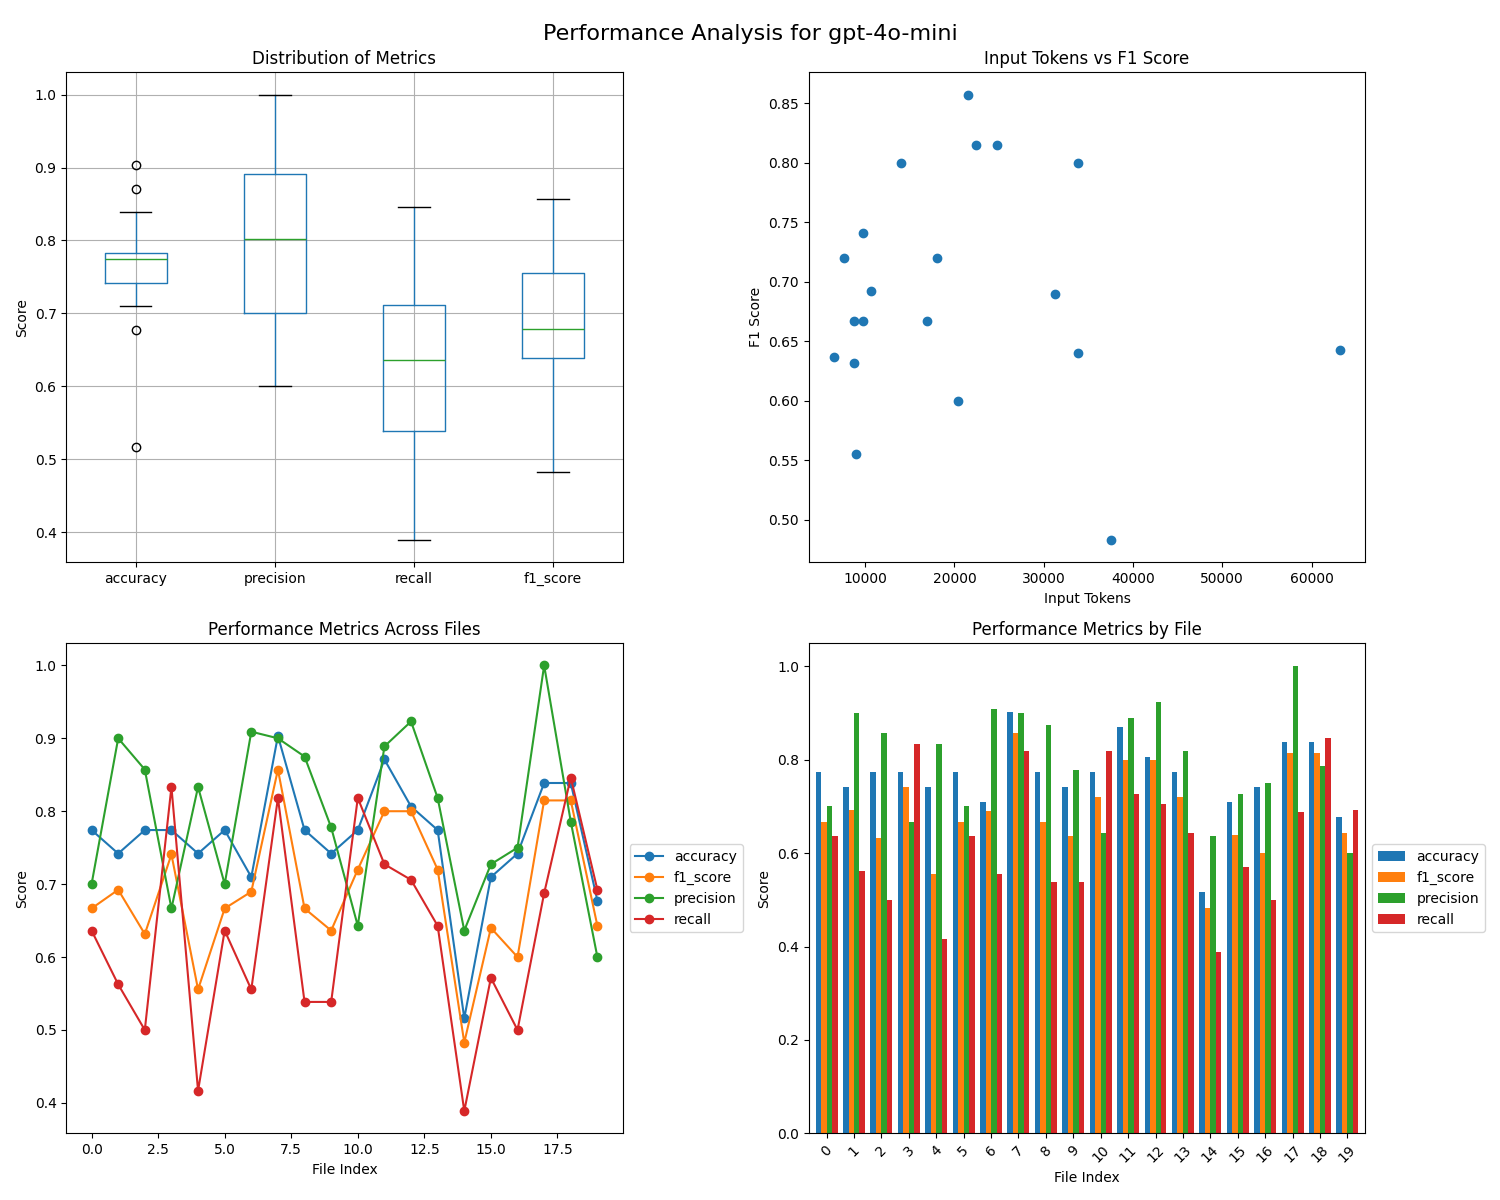 Performance Analysis for gpt-4o-mini
Distribution of Metrics
Score
1.0
0.9
0.8
0.7
0.6
0.5
0.4
accuracy precision recall f1_score
Input Tokens vs F1 Score
F1 Score
0.85
0.80
0.75
0.70
0.65
0.60
0.55
0.50
10000 20000 30000 40000 50000 60000
Input Tokens
Performance Metrics Across Files
Score
1.0
0.9
0.8
0.7
0.6
0.5
0.4
0.0 2.5 5.0 7.5 10.0 12.5 15.0 17.5
File Index
accuracy
f1_score
precision
recall
Performance Metrics by File
Score
1.0
0.8
0.6
0.4
0.2
0.0
0 1 2 3 4 5 6 7 8 9 10 11 12 13 14 15 16 17 18 19
File Index
accuracy
f1_score
precision
recall